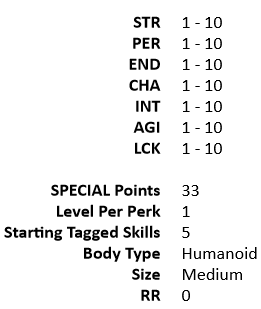 STR 1 - 10
PER 1 - 10
END 1 - 10
CHA 1 - 10
INT 1 - 10
AGI 1 - 10
LCK 1 - 10
SPECIAL Points 33
Level Per Perk 1
Starting Tagged Skills 5
Body Type Humanoid
Size Medium
RR 0